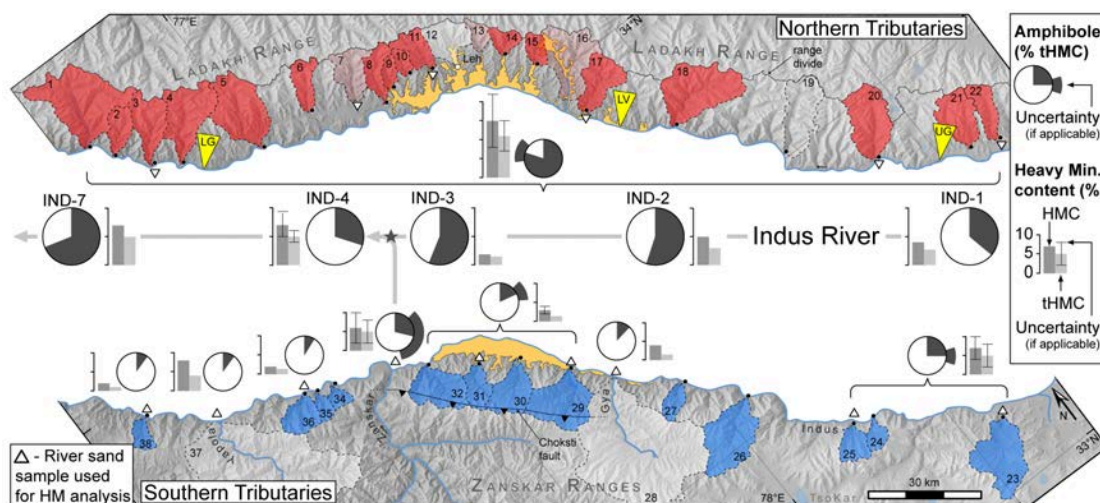 77°E
Northern Tributaries
34°N
LADAKH RANGE
LADAKH RANGE
range
divide
Leh
1
2
3
4
5
6
7
8
9
10
11
12
13
14
15
16
17
18
19
20
21
22
LG
LV
UG
Amphibole
(% tHMC)
Uncertainty
(if applicable)
Heavy Min.
content (%
HMC
10
5
0
tHMC
Uncertainty
(if applicable)
IND-7
IND-4
IND-3
IND-2
IND-1
Indus River
38
Yapola
37
36
35
34
Zanskar
32
31
30
29
Gya
Choksti
fault
28
27
26
Indus
25
24
23
△ - River sand
sample used
for HM analysis
Southern Tributaries
ZANSKAR RANGES
78°E
TsoKar
30 km
N
33°N